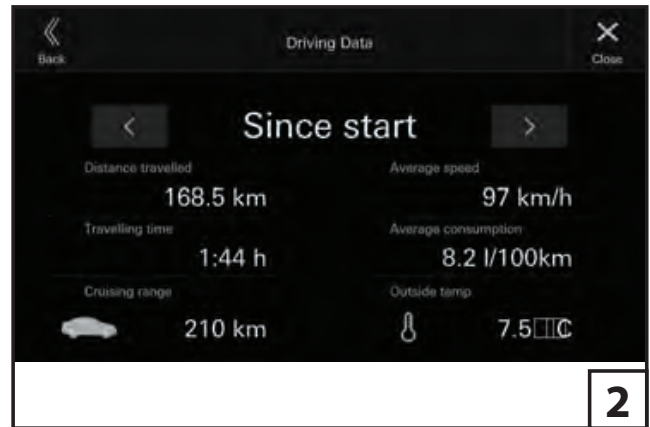 Back
Driving Data
Close
Since start
Distance travelled
Average speed
168.5 km
97 km/h
Travelling time
Average consumption
1:44 h
8.2 l/100km
Cruising range
Outside temp
210 km
7.5 C
2